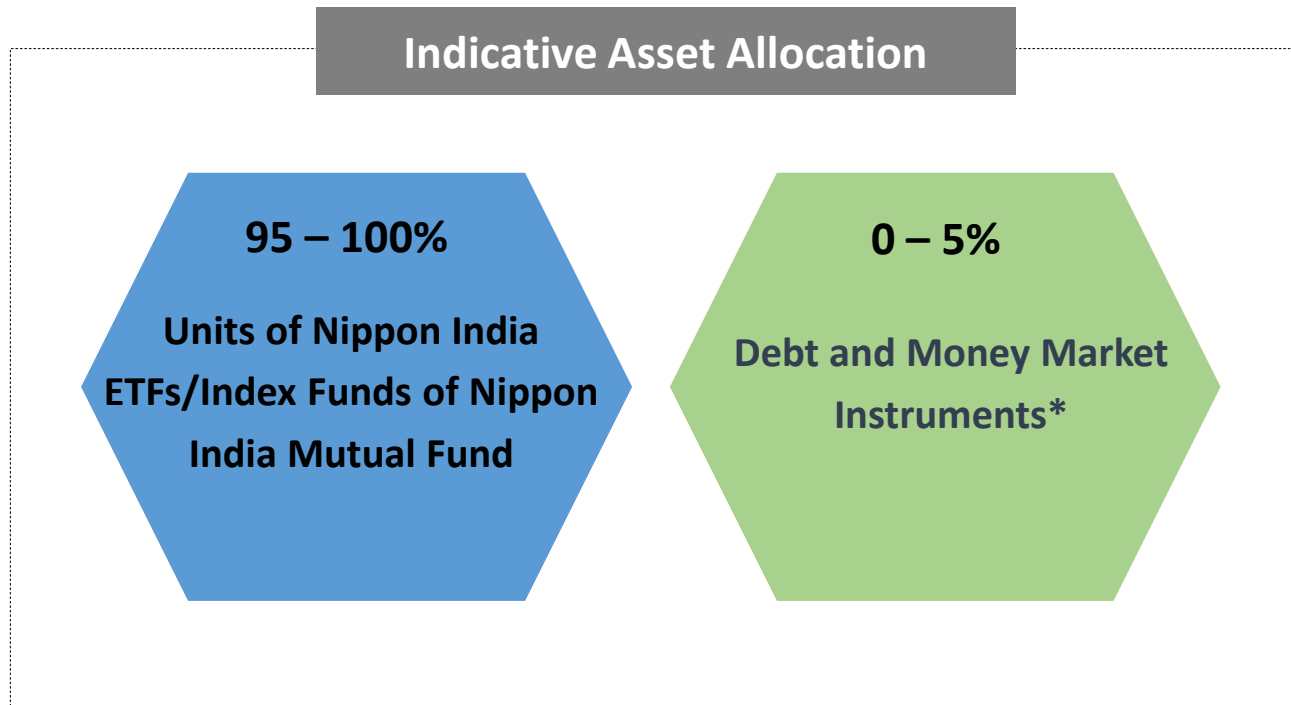 Indicative Asset Allocation
95 – 100%
Units of Nippon India
ETFs/Index Funds of Nippon
India Mutual Fund
0 – 5%
Debt and Money Market
Instruments*